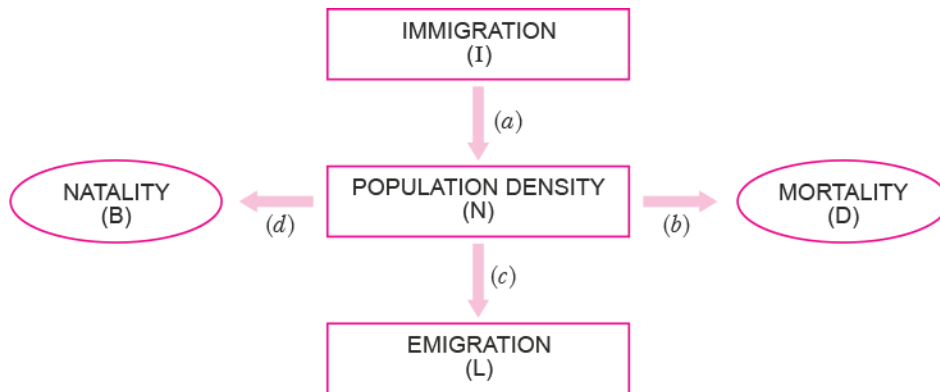 IMMIGRATION
(I)
(a)
NATALITY
(B)
(d)
POPULATION DENSITY
(N)
(b)
MORTALITY
(D)
(c)
EMIGRATION
(L)